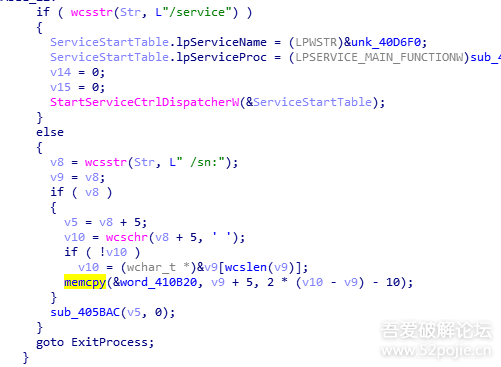 if ( wcsstr(Str, L"/service") )
{
ServiceStartTable.lpServiceName = (LPWSTR)&unk_40D6F0;
ServiceStartTable.lpServiceProc = (LPSERVICE_MAIN_FUNCTIONW)sub_4
v14 = 0;
v15 = 0;
StartServiceCtrlDispatcherW(&ServiceStartTable);
}
else
{
v8 = wcsstr(Str, L" /sn:");
v9 = v8;
if ( v8 )
{
v5 = v8 + 5;
v10 = wcschr(v8 + 5, ' ');
if ( !v10 )
v10 = (wchar_t *)&v9[wcslen(v9)];
memcpy(&word_410B20, v9 + 5, 2 * (v10 - v9) - 10);
}
sub_405BAC(v5, 0);
}
goto ExitProcess;
}
吾爱破解论坛
www.52pojie.cn